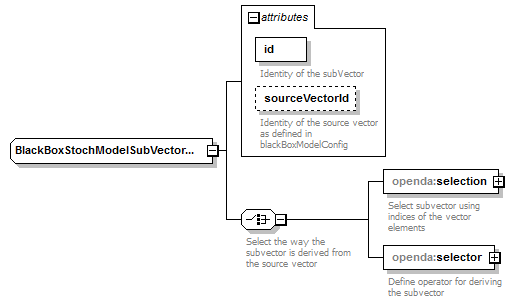 attributes
id
Identity of the subVector
sourceVectorId
Identity of the source vector
as defined in
blackBoxModelConfig
BlackBoxStochModelSubVector...
openda:selection
Select subvector using
indices of the vector
elements
Select the way the
subvector is derived from
the source vector
openda:selector
Define operator for deriving
the subvector